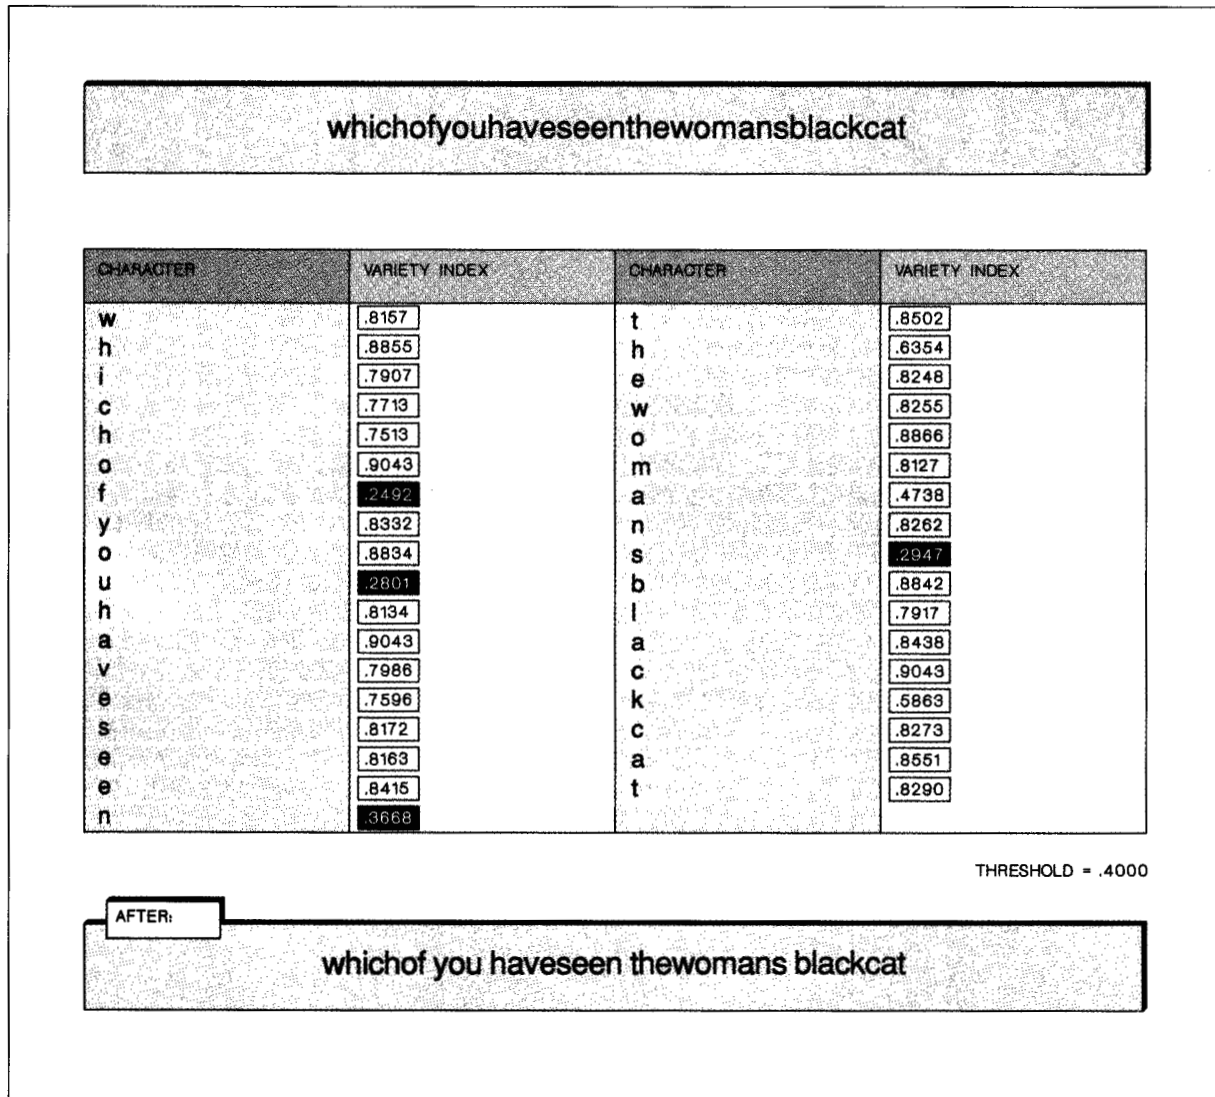 whichofyouhaveseenthewomansblackcat
CHARACTER VARIETY INDEX CHARACTER VARIETY INDEX
w .8157 t .8502
h .8855 h .6354
i .7907 e .8248
c .7713 w .8255
h .7513 o .8866
o .9043 m .8127
f .2492 a .4738
y .8332 n .8262
o .8834 s .2947
u .2801 b .8842
h .8134 l .7917
a .9043 a .8438
v .7986 c .9043
e .7596 k .5863
s .8172 c .8273
e .8163 a .8551
e .8415 t .8290
n .3668
THRESHOLD = .4000
AFTER:
whichof you haveseen thewomans blackcat